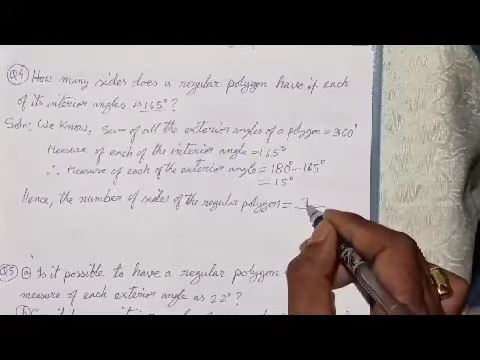 Q4 How many sides does a regular polygon have if each
of its interior angles is 165°?
Soln: We know, Sum of all the exterior angles of a polygon = 360°
Measure of each of the interior angle = 165°
∴ Measure of each of the exterior angle = 180° - 165°
= 15°
Hence, the number of sides of the regular polygon =
Q5 a Is it possible to have a regular polygon
measure of each exterior angle as 22°?